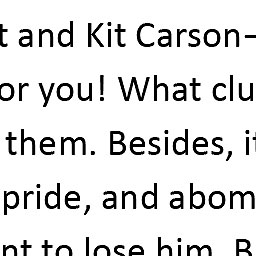 t and Kit Carson-
or you! What clu
them. Besides, it
pride, and abom
nt to lose him. B